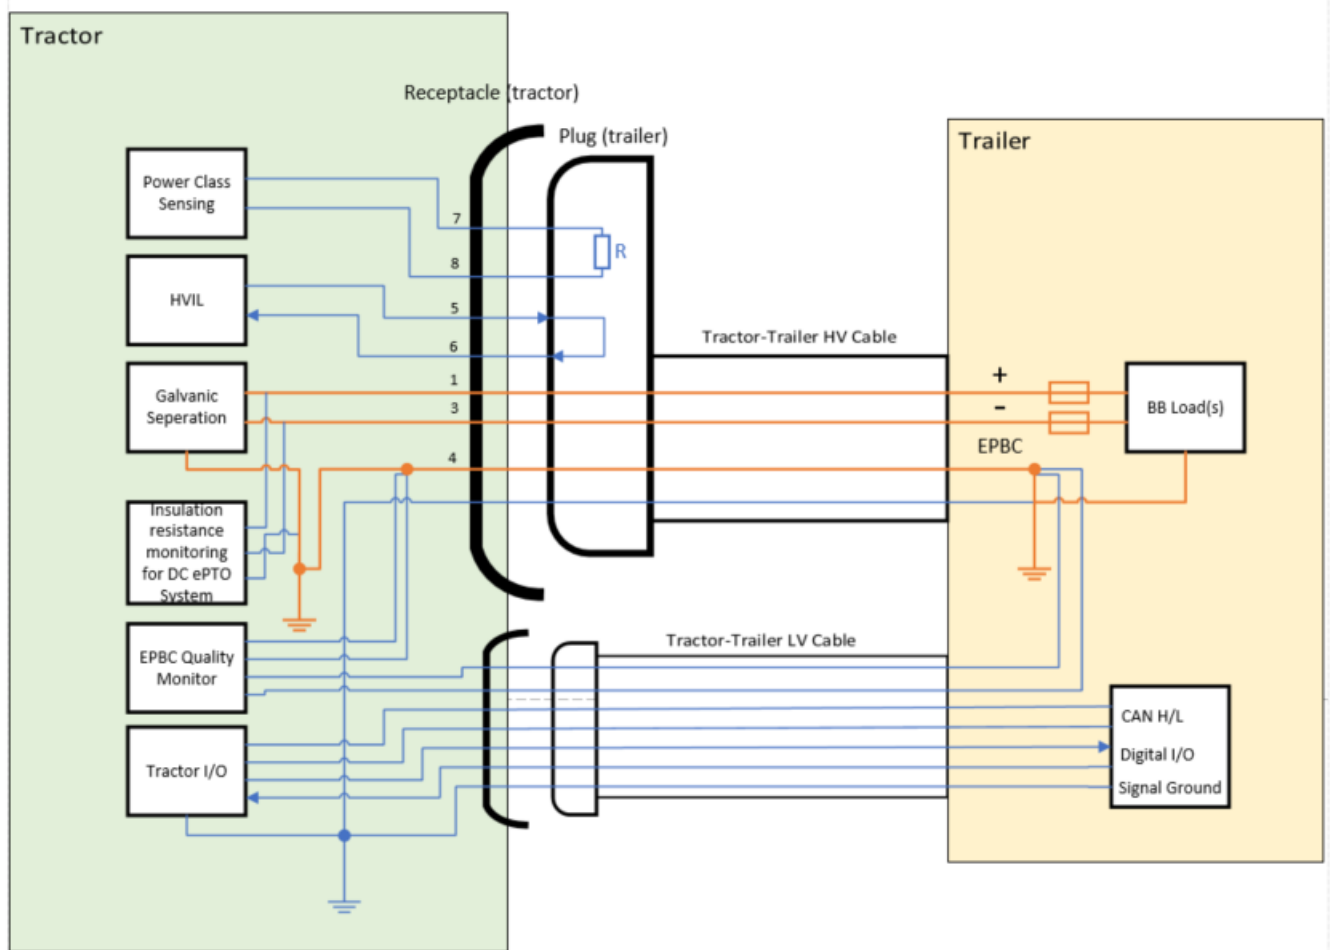 Tractor
Receptacle (tractor)
Plug (trailer)
Trailer
Power Class
Sensing
7
R
8
HVIL
5
6
Tractor-Trailer HV Cable
Galvanic
Seperation
1
3
4
+
-
EPBC
BB Load(s)
Insulation
resistance
monitoring
for DC ePTO
System
EPBC Quality
Monitor
Tractor-Trailer LV Cable
Tractor I/O
CAN H/L
Digital I/O
Signal Ground